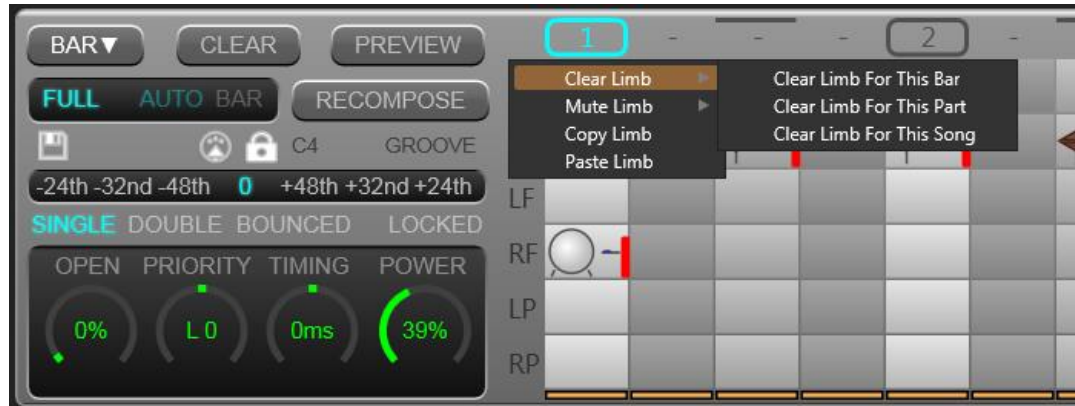 BAR▼ CLEAR PREVIEW 1 - - - 2 -
FULL AUTO BAR RECOMPOSE
C4 GROOVE
-24th -32nd -48th 0 +48th +32nd +24th
SINGLE DOUBLE BOUNCED LOCKED
OPEN PRIORITY TIMING POWER
0% L 0 0ms 39%
Clear Limb
Mute Limb
Copy Limb
Paste Limb
Clear Limb For This Bar
Clear Limb For This Part
Clear Limb For This Song
LF
RF
LP
RP